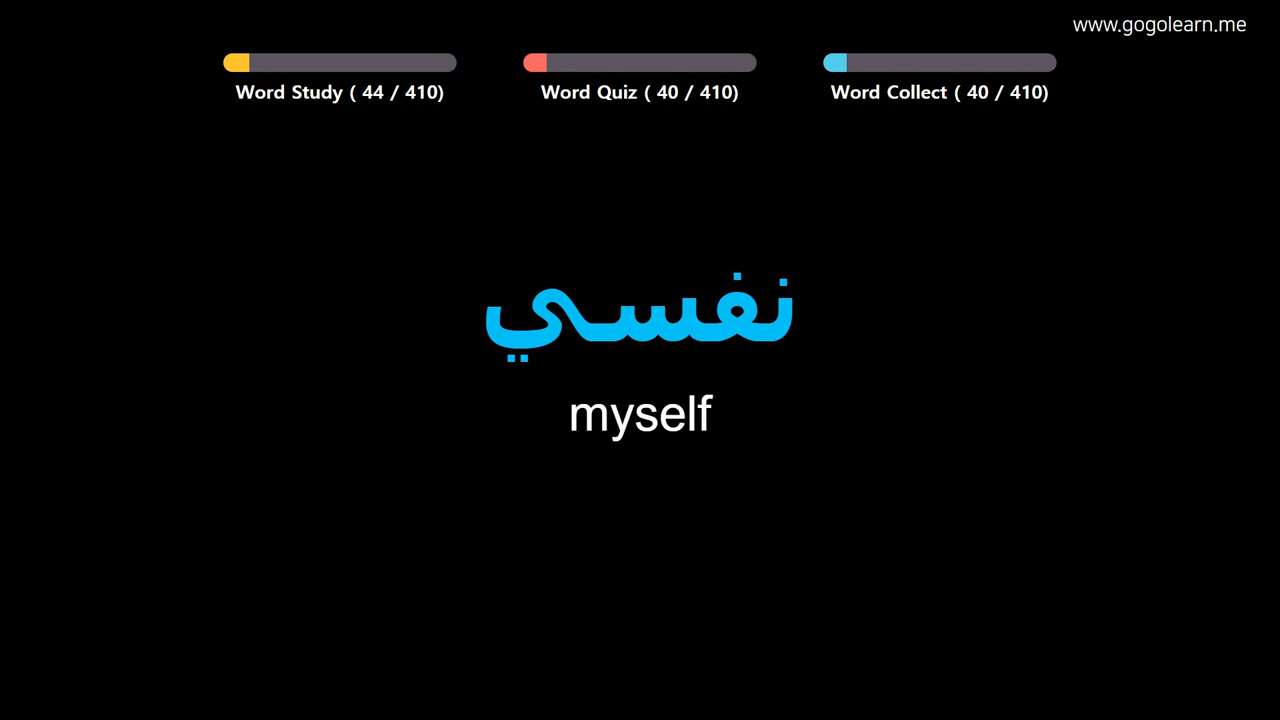 www.gogolearn.me
Word Study ( 44 / 410)
Word Quiz ( 40 / 410)
Word Collect ( 40 / 410)
نفسي
myself